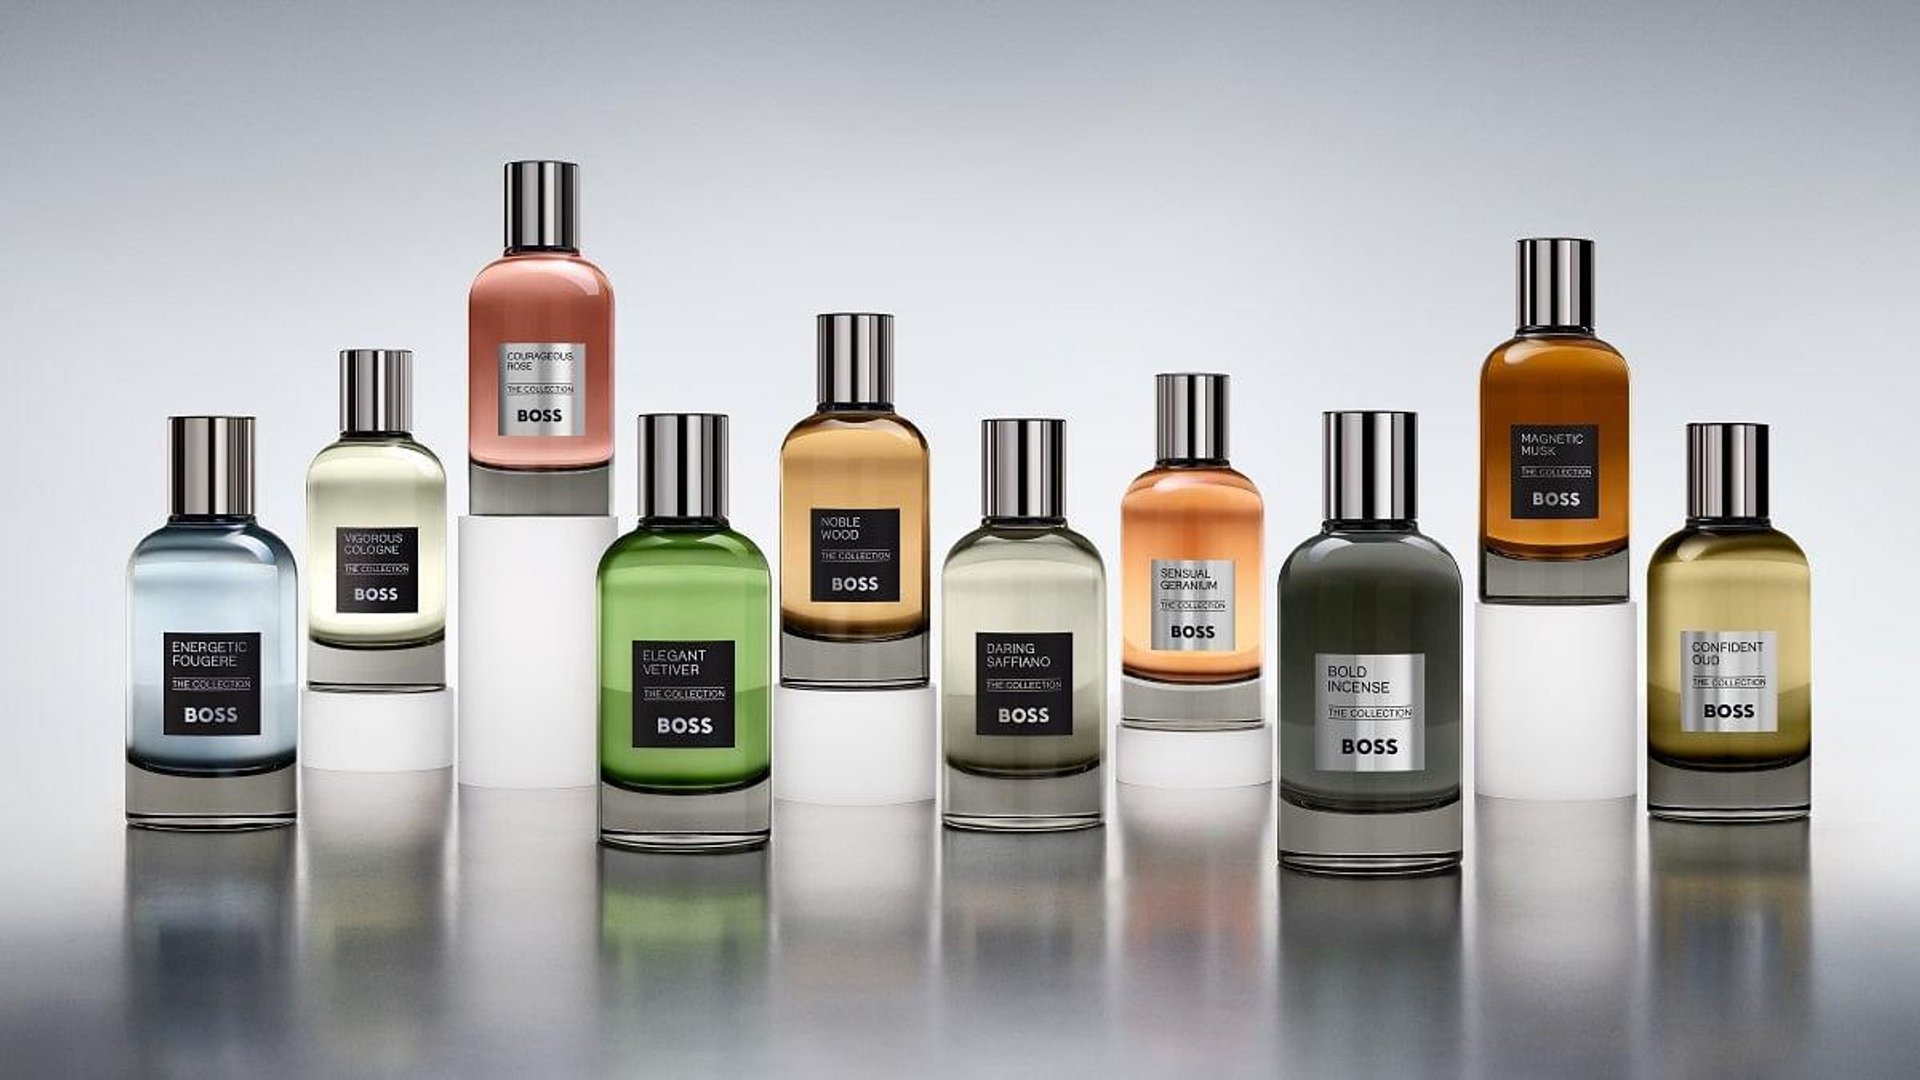 ENERGETIC
FOUGERE
THE COLLECTION
BOSS
VIGOROUS
COLOGNE
THE COLLECTION
BOSS
COURAGEOUS
ROSE
THE COLLECTION
BOSS
ELEGANT
VETIVER
THE COLLECTION
BOSS
NOBLE
WOOD
THE COLLECTION
BOSS
DARING
SAFFIANO
THE COLLECTION
BOSS
SENSUAL
GERANIUM
THE COLLECTION
BOSS
BOLD
INCENSE
THE COLLECTION
BOSS
MAGNETIC
MUSK
THE COLLECTION
BOSS
CONFIDENT
OUD
THE COLLECTION
BOSS